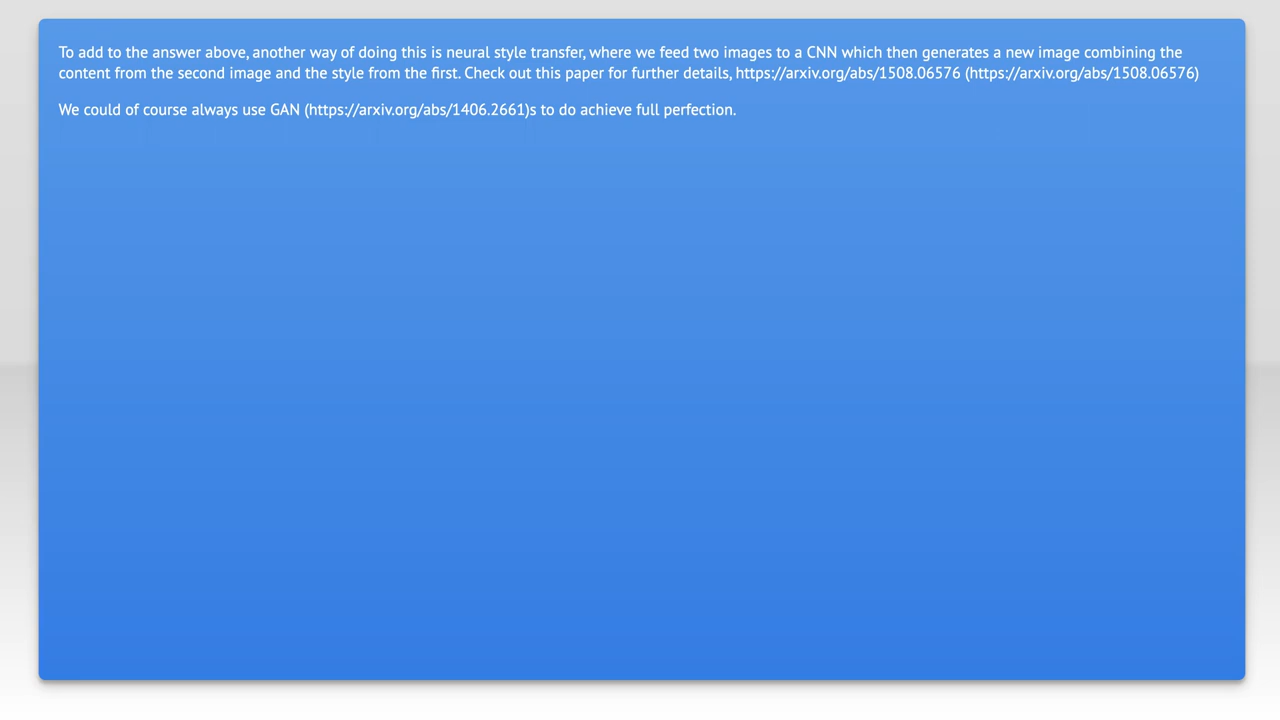 To add to the answer above, another way of doing this is neural style transfer, where we feed two images to a CNN which then generates a new image combining the
content from the second image and the style from the first. Check out this paper for further details, https://arxiv.org/abs/1508.06576 (https://arxiv.org/abs/1508.06576)
We could of course always use GAN (https://arxiv.org/abs/1406.2661)s to do achieve full perfection.